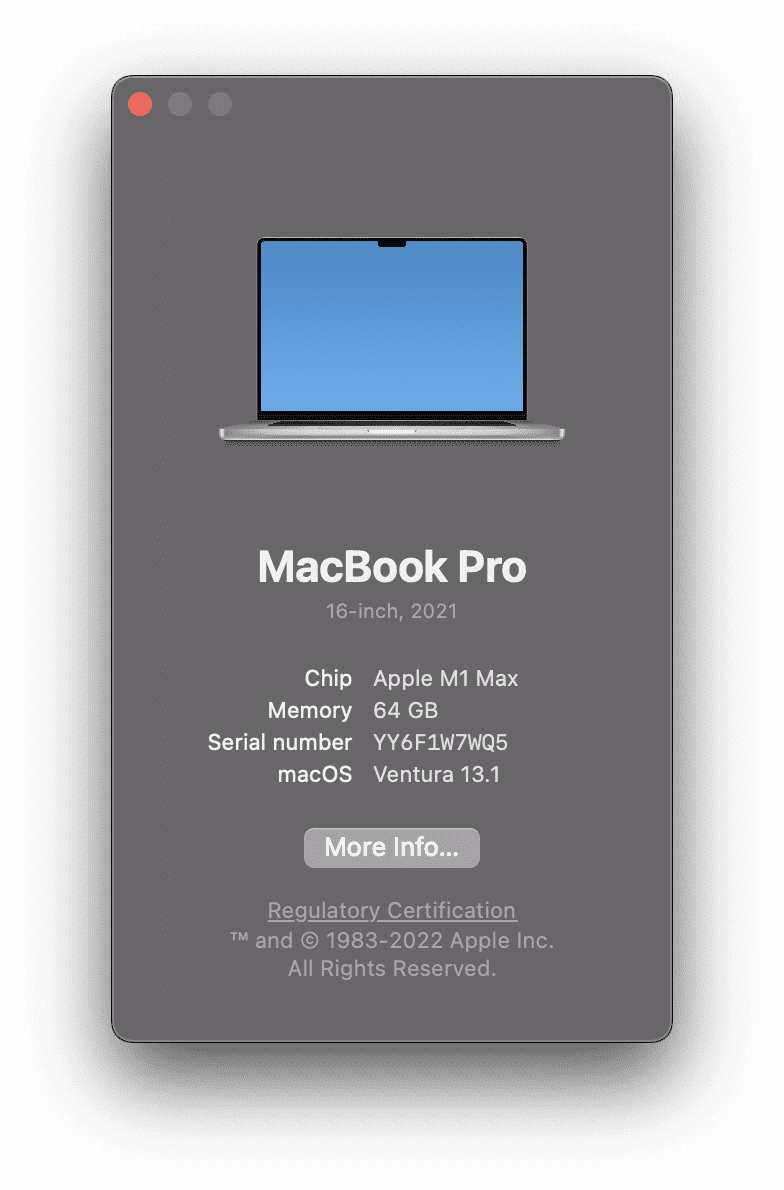 MacBook Pro
16-inch, 2021
Chip Apple M1 Max
Memory 64 GB
Serial number YY6F1W7WQ5
macOS Ventura 13.1
More Info...
Regulatory Certification
™ and © 1983-2022 Apple Inc.
All Rights Reserved.